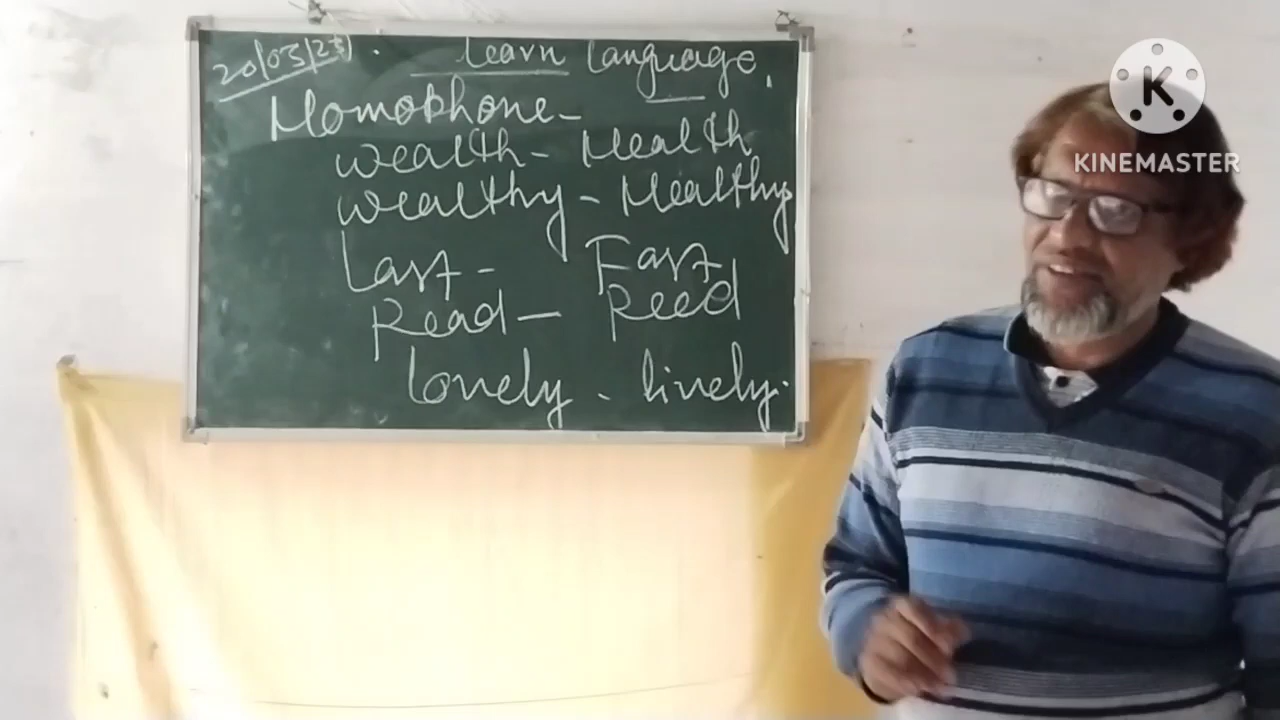 20/03/23). learn language.
Homophone-
Wealth- Health
Wealthy - Healthy
Last - Fast
Read - Reed
lonely - lively.
K
KINEMASTER